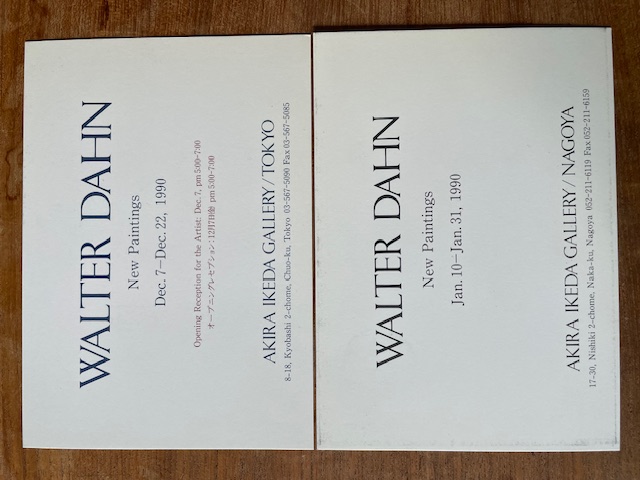 WALTER DAHN
New Paintings
Dec. 7－Dec. 22, 1990
Opening Reception for the Artist: Dec. 7, pm 5:00-7:00
オープニングレセプション：12月7日㈮ pm 5:00-7:00
AKIRA IKEDA GALLERY/TOKYO
8-18, Kyobashi 2-chome, Chuo-ku, Tokyo 03-567-5090 Fax 03-567-5085
WALTER DAHN
New Paintings
Jan. 10－Jan. 31, 1990
AKIRA IKEDA GALLERY/NAGOYA
17-30, Nishiki 2-chome, Naka-ku, Nagoya 052-211-6119 Fax 052-211-6159